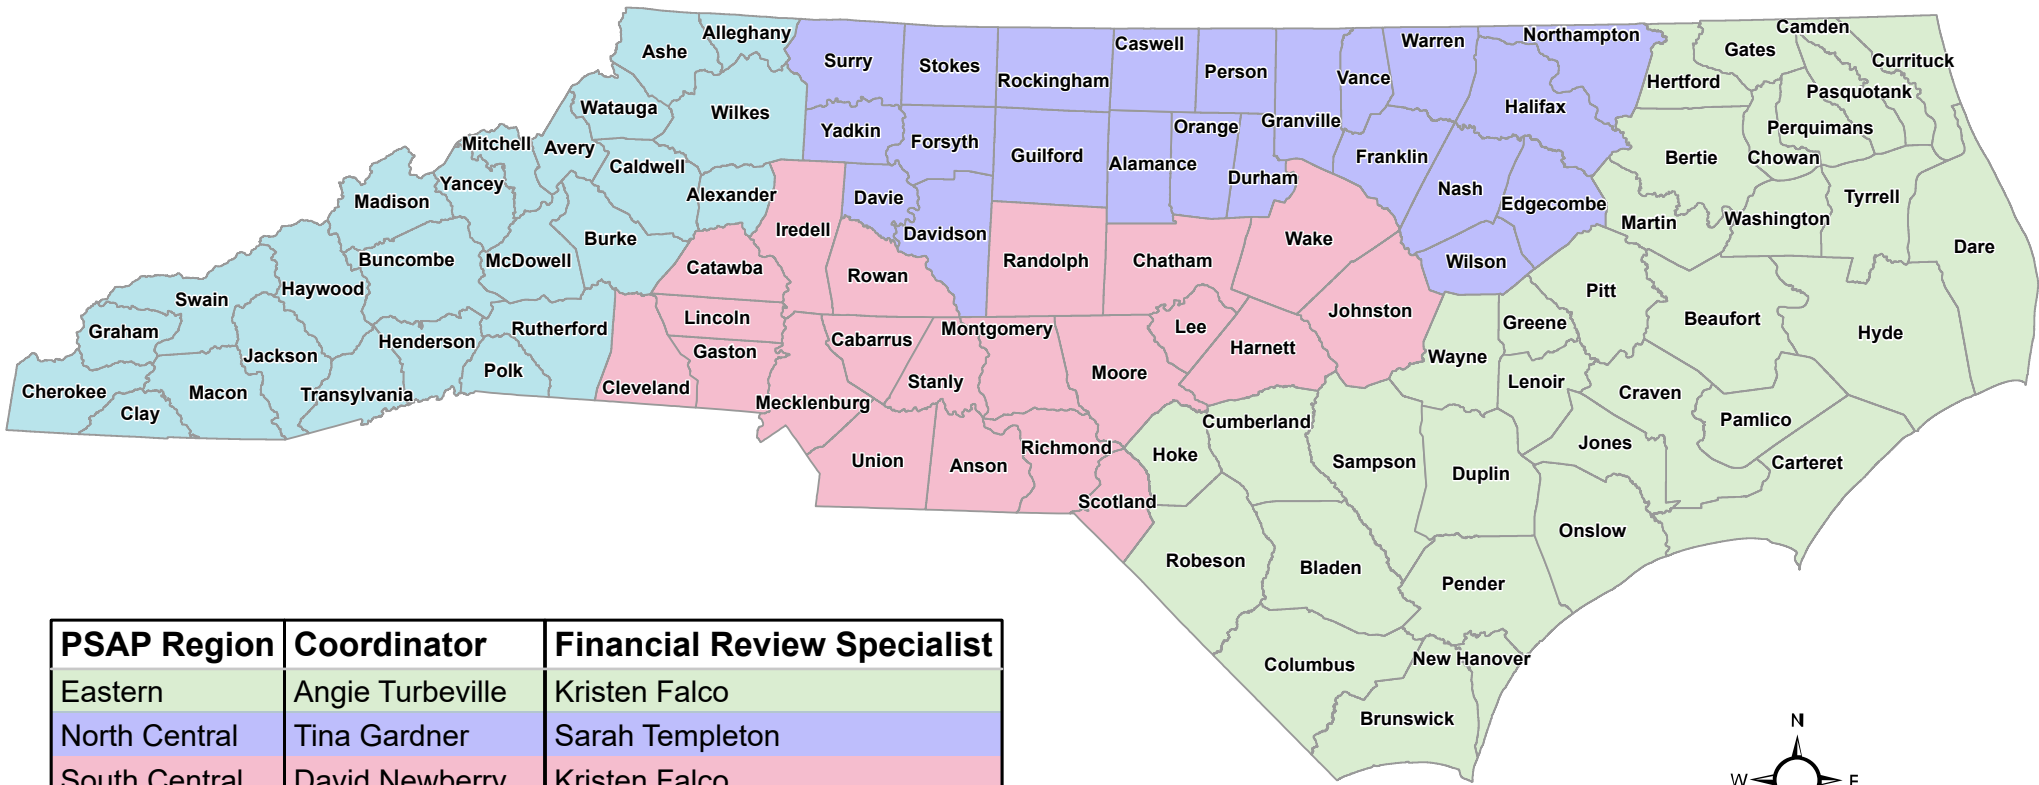 Alleghany
Ashe
Surry
Stokes
Rockingham
Caswell
Person
Vance
Warren
Northampton
Gates
Camden
Currituck
Hertford
Pasquotank
Watauga
Wilkes
Yadkin
Forsyth
Guilford
Alamance
Orange
Granville
Franklin
Halifax
Perquimans
Mitchell
Avery
Caldwell
Bertie
Chowan
Yancey
Madison
Alexander
Davie
Durham
Nash
Edgecombe
Tyrrell
Martin
Washington
Buncombe
McDowell
Burke
Iredell
Davidson
Wake
Wilson
Dare
Swain
Haywood
Catawba
Rowan
Randolph
Chatham
Pitt
Graham
Jackson
Henderson
Rutherford
Lincoln
Cabarrus
Montgomery
Lee
Johnston
Greene
Beaufort
Hyde
Gaston
Harnett
Wayne
Cherokee
Clay
Macon
Transylvania
Polk
Cleveland
Mecklenburg
Stanly
Moore
Lenoir
Craven
Pamlico
Union
Anson
Richmond
Scotland
Hoke
Cumberland
Sampson
Duplin
Jones
Carteret
Onslow
Robeson
Bladen
Pender
Columbus
New Hanover
Brunswick
PSAP Region Coordinator Financial Review Specialist
Eastern Angie Turbeville Kristen Falco
North Central Tina Gardner Sarah Templeton
South Central David Newberry Kristen Falco
N
W E